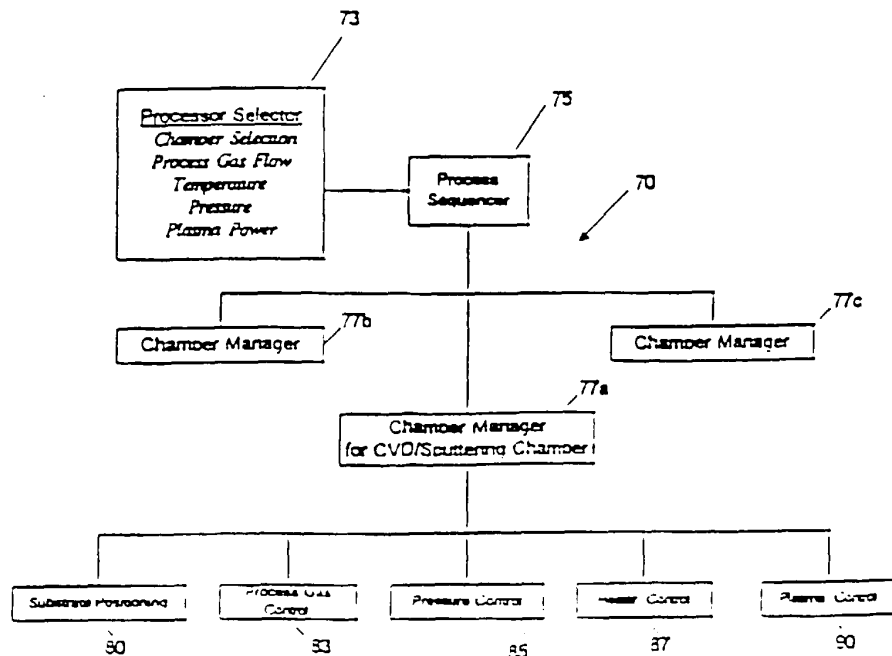 73
Processor Selector
Chamber Selection
Process Gas Flow
Temperature
Pressure
Plasma Power
75
Process
Sequencer
70
77b
Chamber Manager
77c
Chamber Manager
77a
Chamber Manager
for CVD/Sputtering Chamber
Substrate Positioning
Process Gas
Control
Pressure Control
Heater Control
Plasma Control
80
83
85
87
90